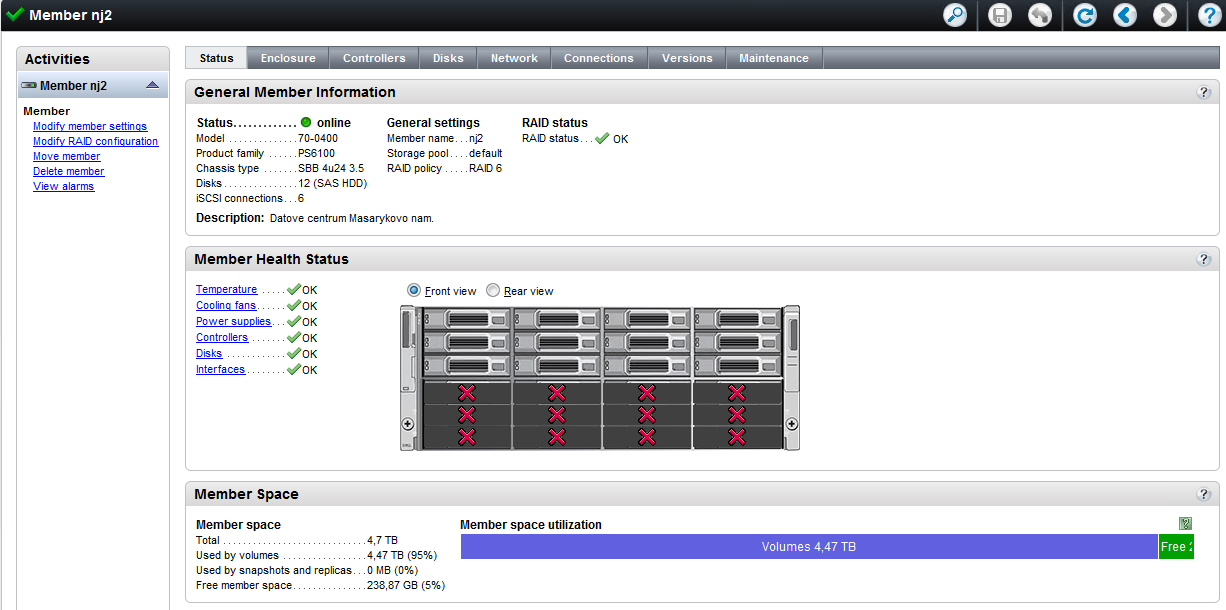 Member nj2
Activities
Member nj2
Member
Modify member settings
Modify RAID configuration
Move member
Delete member
View alarms
Status Enclosure Controllers Disks Network Connections Versions Maintenance
General Member Information ?
Status............ online
Model ............. 70-0400
Product family ...... PS6100
Chassis type ....... SBB 4u24 3.5
Disks .............. 12 (SAS HDD)
iSCSI connections... 6
General settings
Member name... nj2
Storage pool.... default
RAID policy ..... RAID 6
RAID status
RAID status... OK
Description: Datove centrum Masarykovo nam.
Member Health Status ?
Temperature ..... OK
Cooling fans...... OK
Power supplies... OK
Controllers ....... OK
Disks ............ OK
Interfaces........ OK
Front view Rear view
Member Space ?
Member space
Total ............................. 4,7 TB
Used by volumes ................. 4,47 TB (95%)
Used by snapshots and replicas... 0 MB (0%)
Free member space............... 238,87 GB (5%)
Member space utilization ?
Volumes 4,47 TB
Free